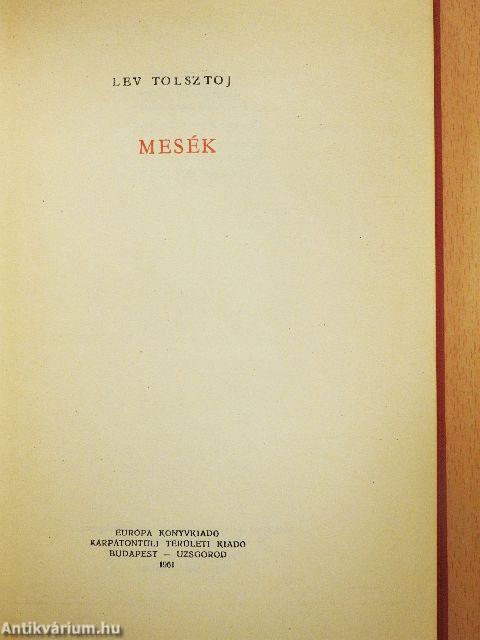 LEV TOLSZTOJ
MESÉK
EURÓPA KÖNYVKIADÓ
KÁRPÁTONTÚLI TERÜLETI KIADÓ
BUDAPEST — UZSGOROD
1961
Antikvárium.hu